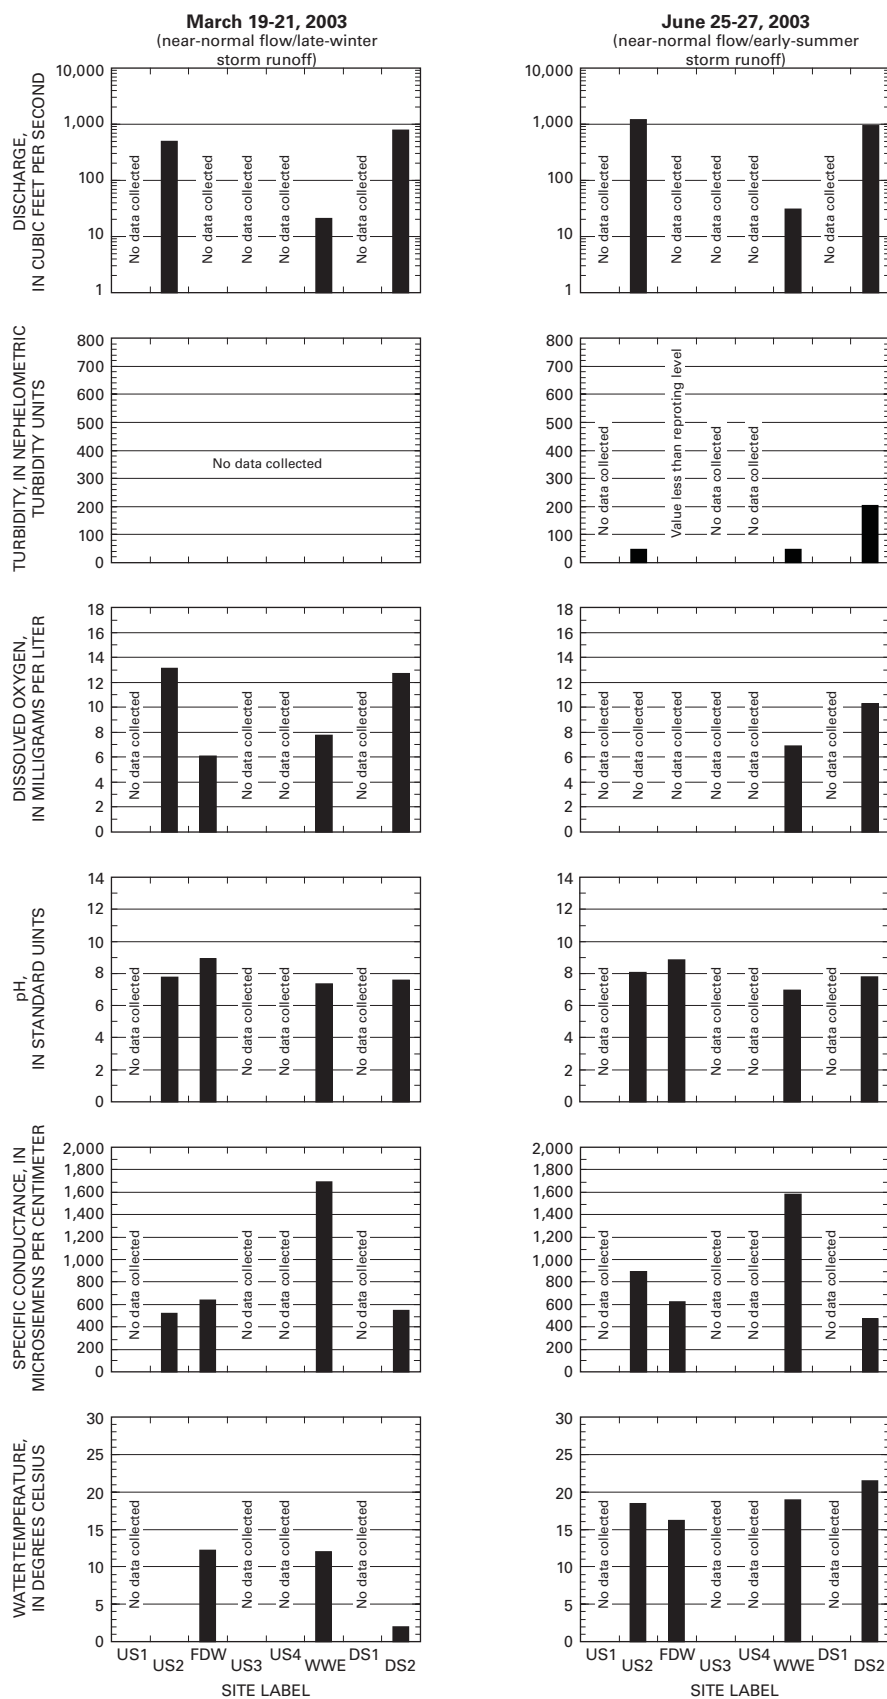 March 19-21, 2003
(near-normal flow/late-winter
storm runoff)
June 25-27, 2003
(near-normal flow/early-summer
storm runoff)
DISCHARGE,
IN CUBIC FEET PER SECOND
10,000
1,000
100
10
1
No data collected
No data collected
No data collected
No data collected
No data collected
10,000
1,000
100
10
1
No data collected
No data collected
No data collected
No data collected
No data collected
TURBIDITY, IN NEPHELOMETRIC
TURBIDITY UNITS
800
700
600
500
400
300
200
100
0
No data collected
800
700
600
500
400
300
200
100
0
No data collected
Value less than reproting level
No data collected
No data collected
DISSOLVED OXYGEN,
IN MILLIGRAMS PER LITER
18
16
14
12
10
8
6
4
2
0
No data collected
No data collected
No data collected
No data collected
18
16
14
12
10
8
6
4
2
0
No data collected
No data collected
No data collected
No data collected
No data collected
No data collected
pH,
IN STANDARD UINTS
14
12
10
8
6
4
2
0
No data collected
No data collected
No data collected
No data collected
14
12
10
8
6
4
2
0
No data collected
No data collected
No data collected
No data collected
SPECIFIC CONDUCTANCE, IN
MICROSIEMENS PER CENTIMETER
2,000
1,800
1,600
1,400
1,200
1,000
800
600
400
200
0
No data collected
No data collected
No data collected
No data collected
2,000
1,800
1,600
1,400
1,200
1,000
800
600
400
200
0
No data collected
No data collected
No data collected
No data collected
WATER TEMPERATURE,
IN DEGREES CELSIUS
30
25
20
15
10
5
0
No data collected
No data collected
No data collected
No data collected
30
25
20
15
10
5
0
No data collected
No data collected
No data collected
No data collected
US1
US2
FDW
US3
US4
WWE
DS1
DS2
SITE LABEL
US1
US2
FDW
US3
US4
WWE
DS1
DS2
SITE LABEL